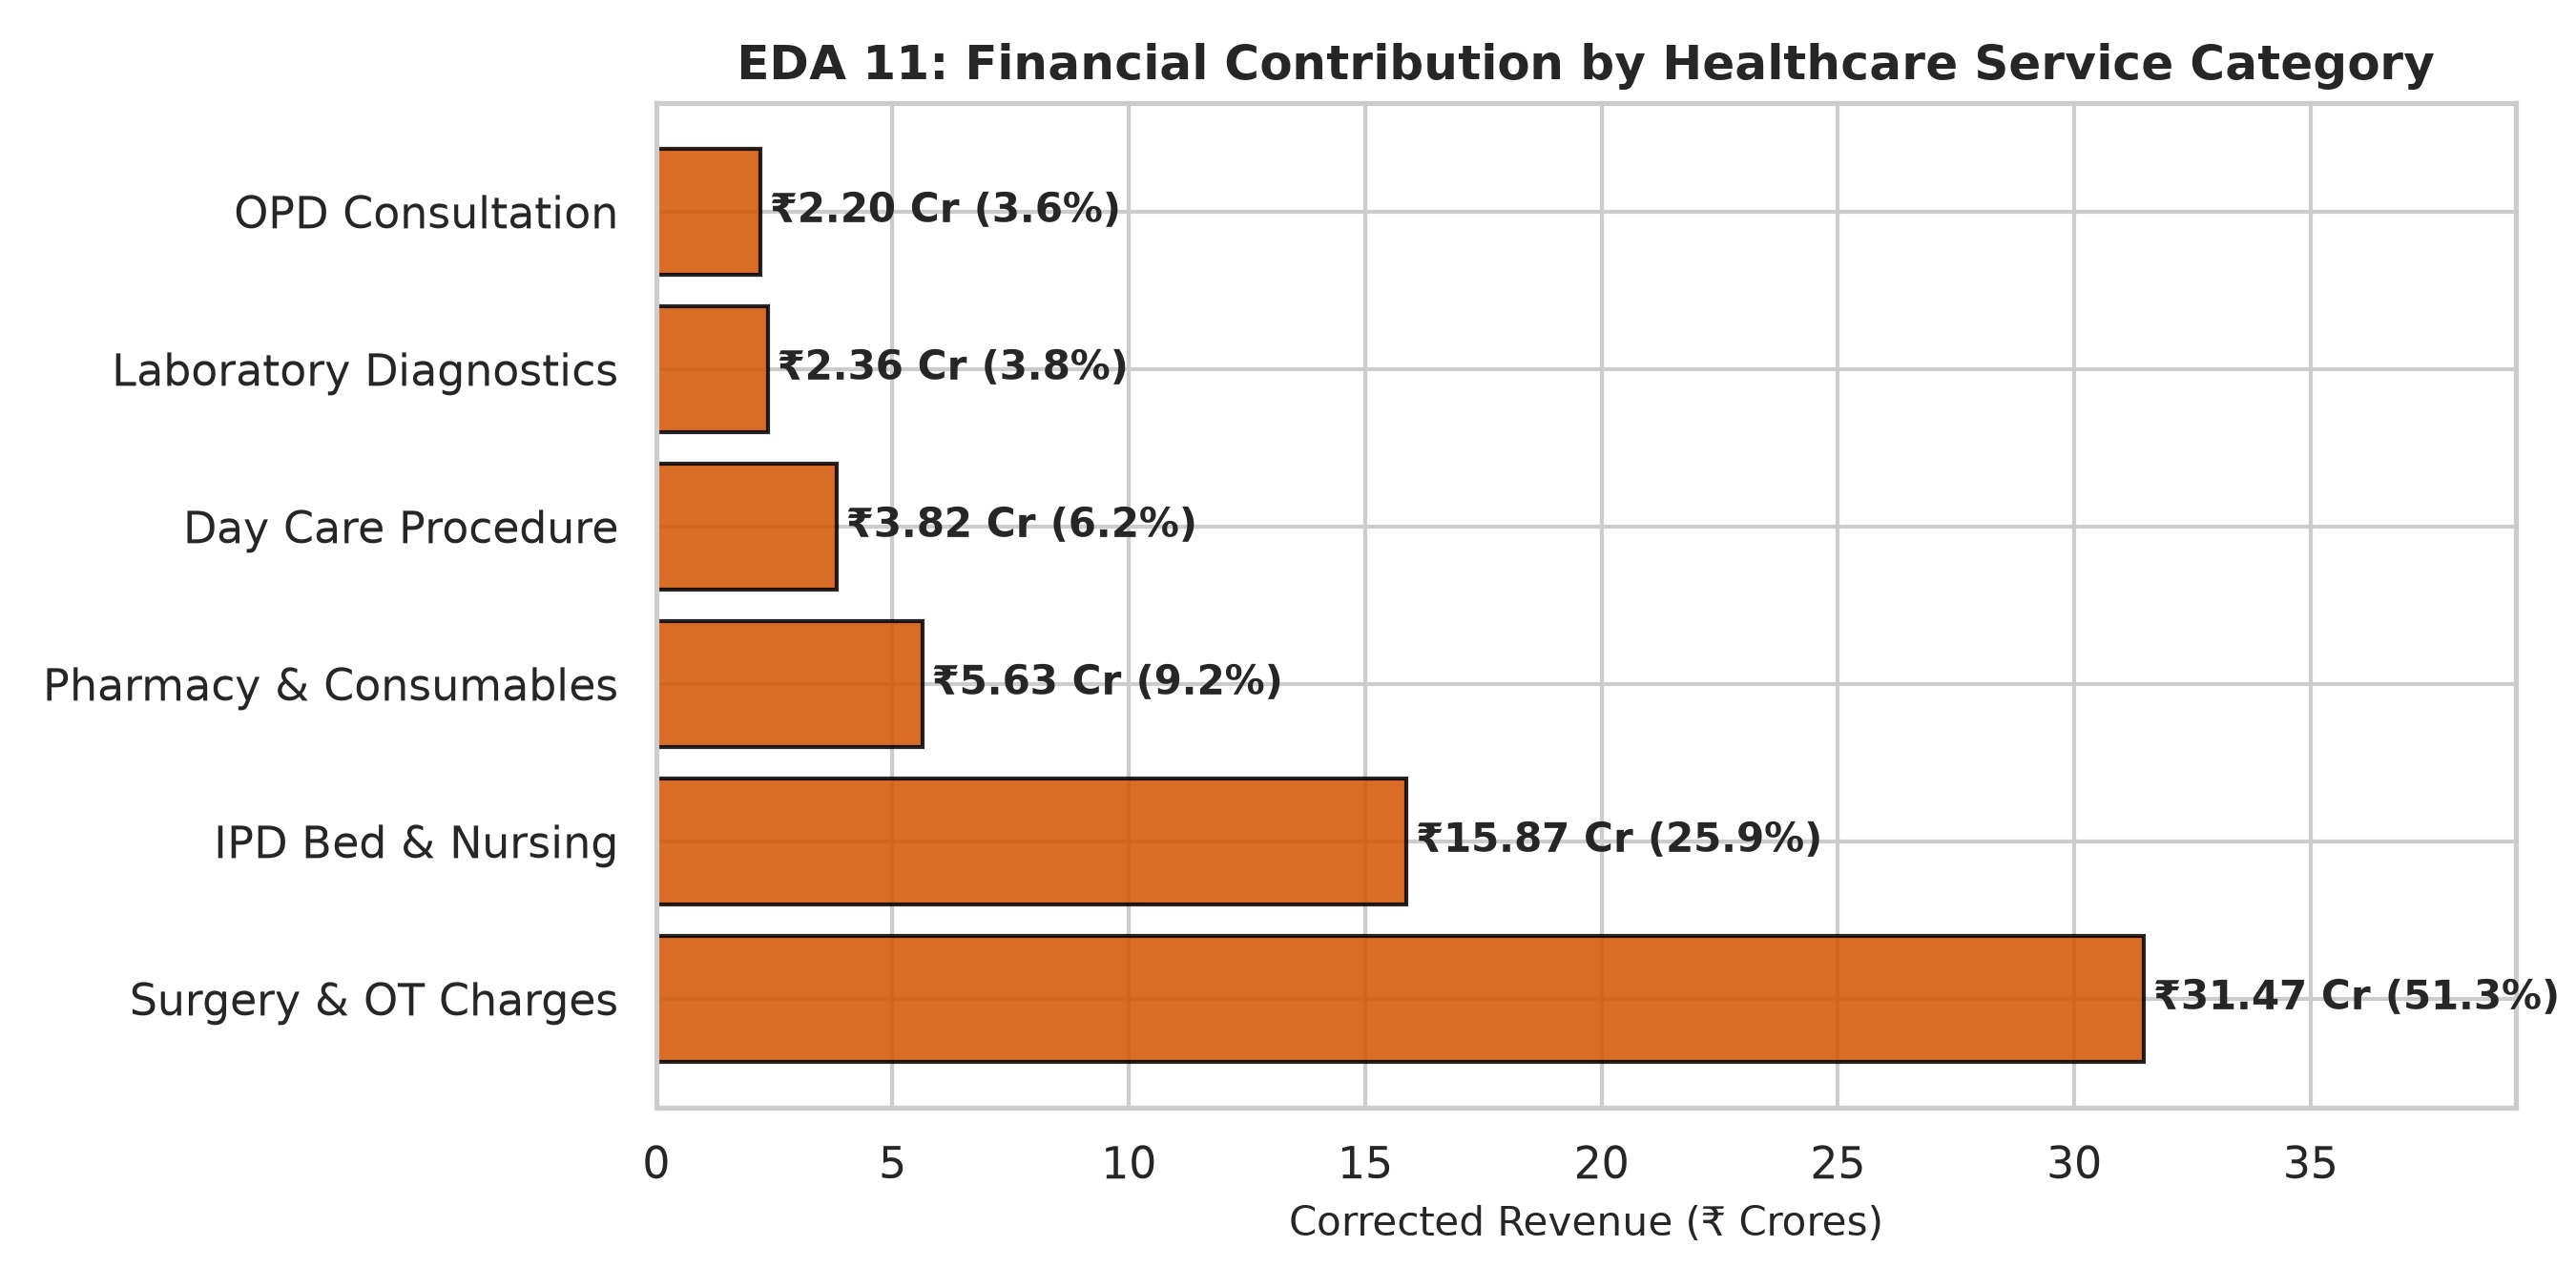 EDA 11: Financial Contribution by Healthcare Service Category
OPD Consultation ₹2.20 Cr (3.6%)
Laboratory Diagnostics ₹2.36 Cr (3.8%)
Day Care Procedure ₹3.82 Cr (6.2%)
Pharmacy & Consumables ₹5.63 Cr (9.2%)
IPD Bed & Nursing ₹15.87 Cr (25.9%)
Surgery & OT Charges ₹31.47 Cr (51.3%)
0 5 10 15 20 25 30 35
Corrected Revenue (₹ Crores)